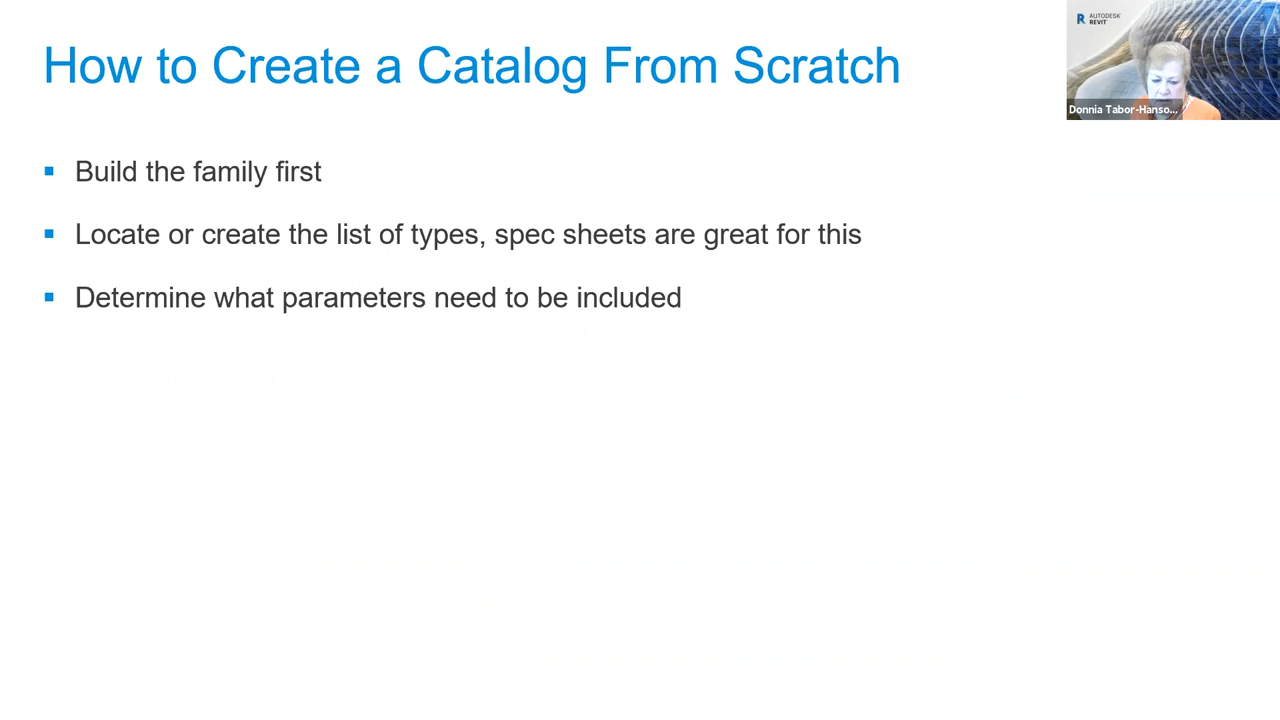 How to Create a Catalog From Scratch
AUTODESK
REVIT
Donnia Tabor-Hanso...
Build the family first
Locate or create the list of types, spec sheets are great for this
Determine what parameters need to be included